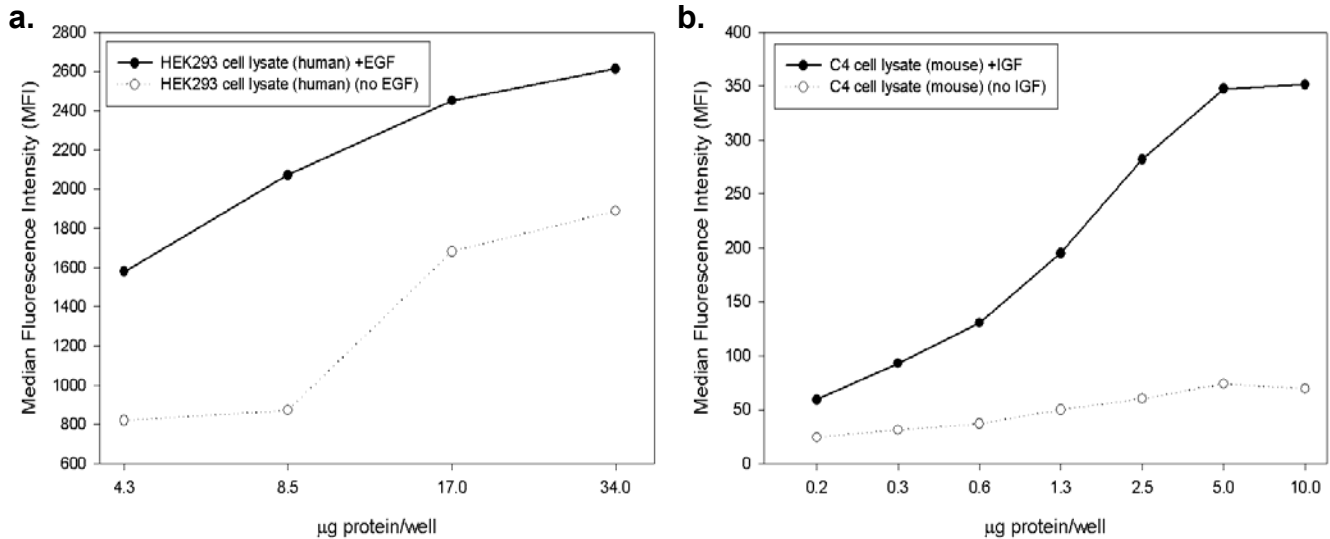 a.
2800
2600
2400
2200
2000
1800
1600
1400
1200
1000
800
600
Median Fluorescence Intensity (MFI)
HEK293 cell lysate (human) +EGF
HEK293 cell lysate (human) (no EGF)
4.3 8.5 17.0 34.0
µg protein/well
b.
400
350
300
250
200
150
100
50
0
Median Fluorescence Intensity (MFI)
C4 cell lysate (mouse) +IGF
C4 cell lysate (mouse) (no IGF)
0.2 0.3 0.6 1.3 2.5 5.0 10.0
µg protein/well